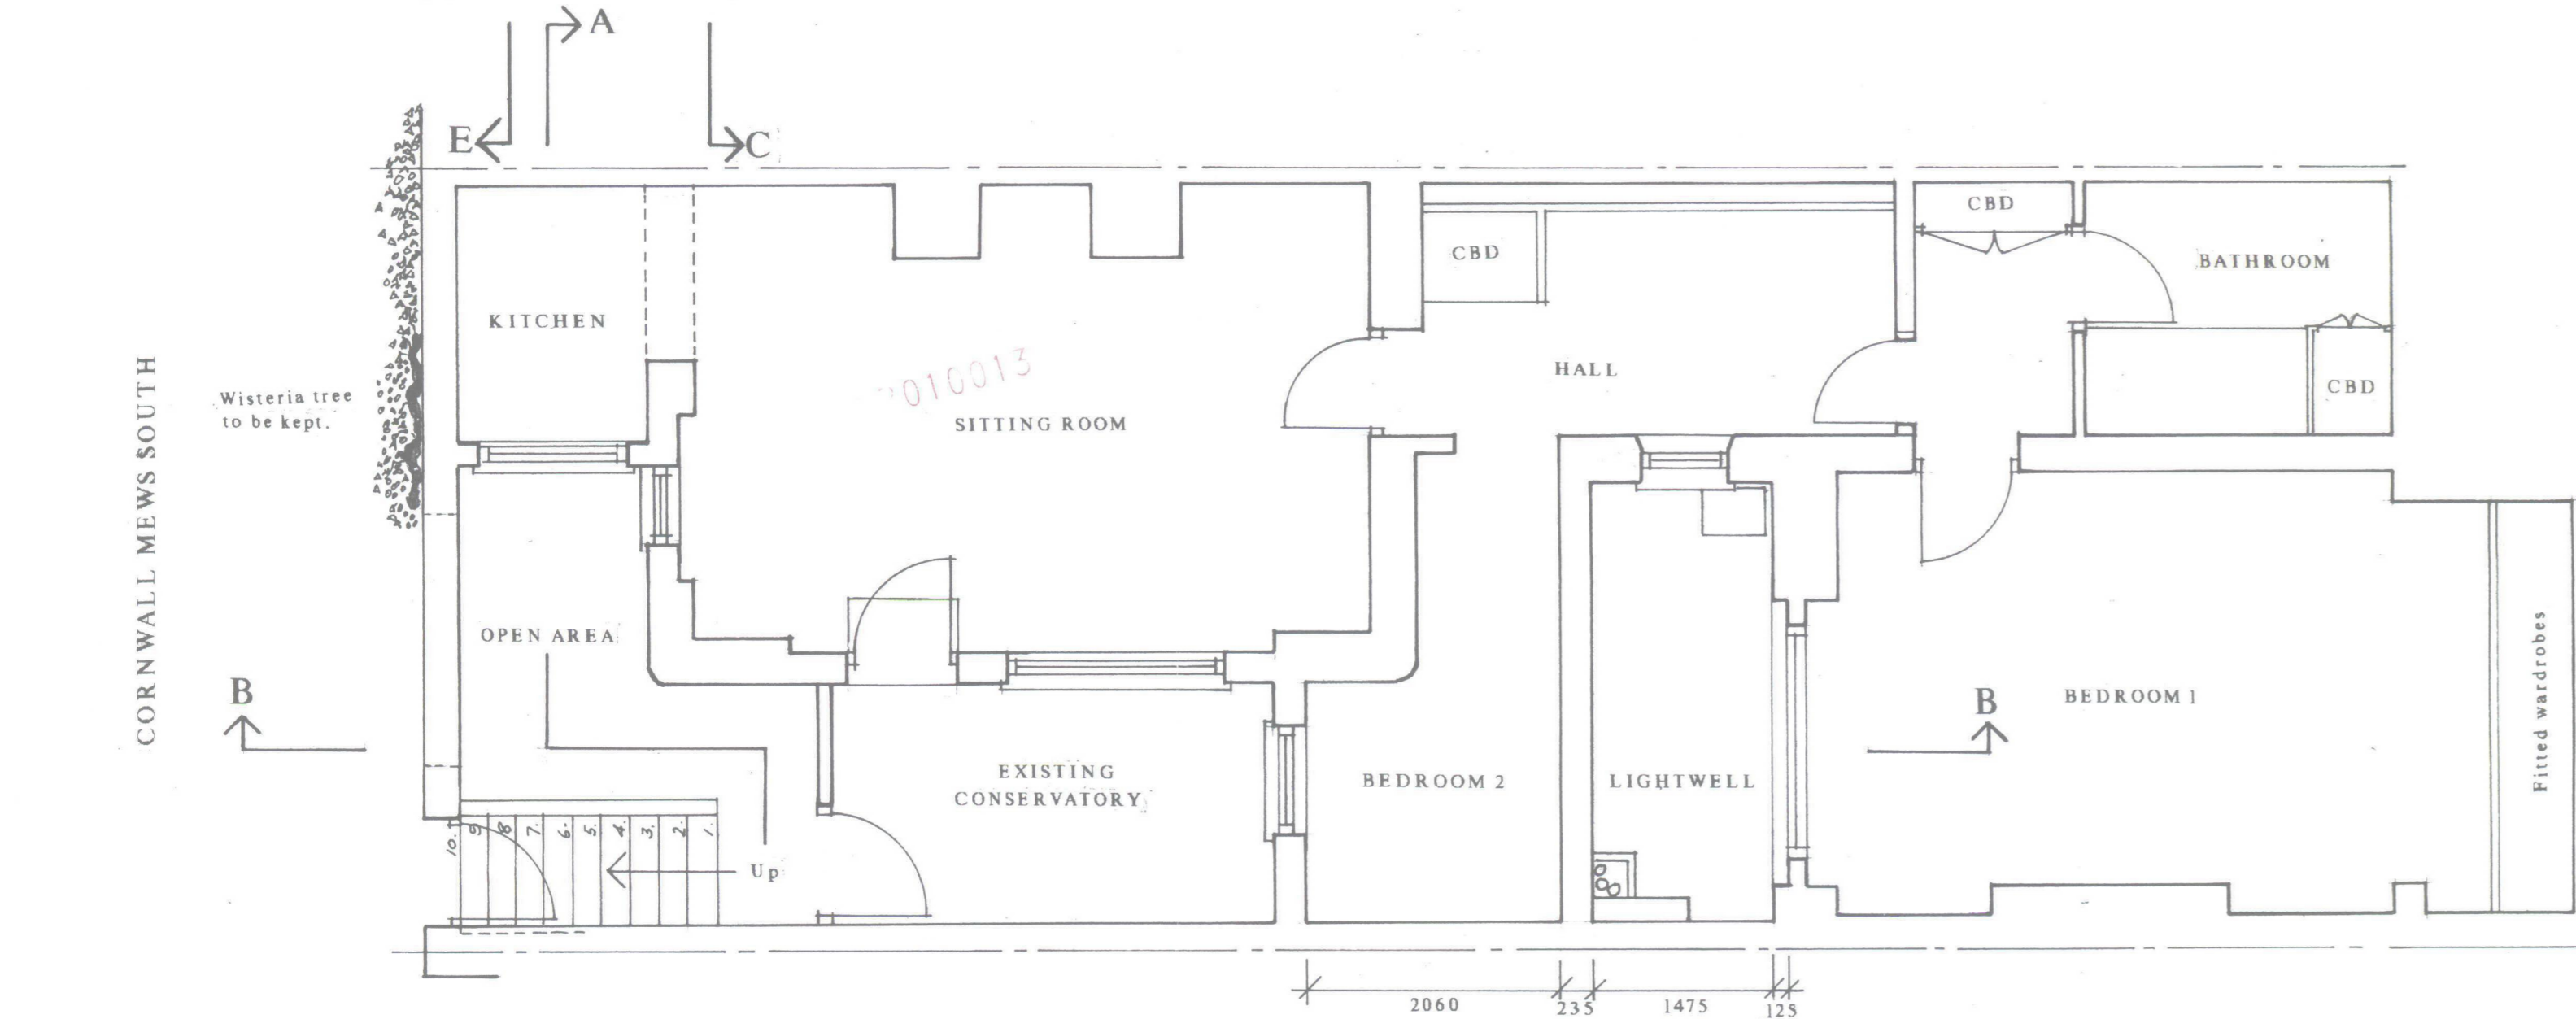 A
E
C
CBD
CBD
BATHROOM
KITCHEN
CORNWALL MEWS SOUTH
Wisteria tree
to be kept.
010013
SITTING ROOM
HALL
CBD
OPEN AREA
B
EXISTING
CONSERVATORY
BEDROOM 2
LIGHTWELL
B
BEDROOM 1
Fitted wardrobes
10. 9 8 7. 6. 5. 4. 3. 2. 1.
Up
2060
235
1475
125